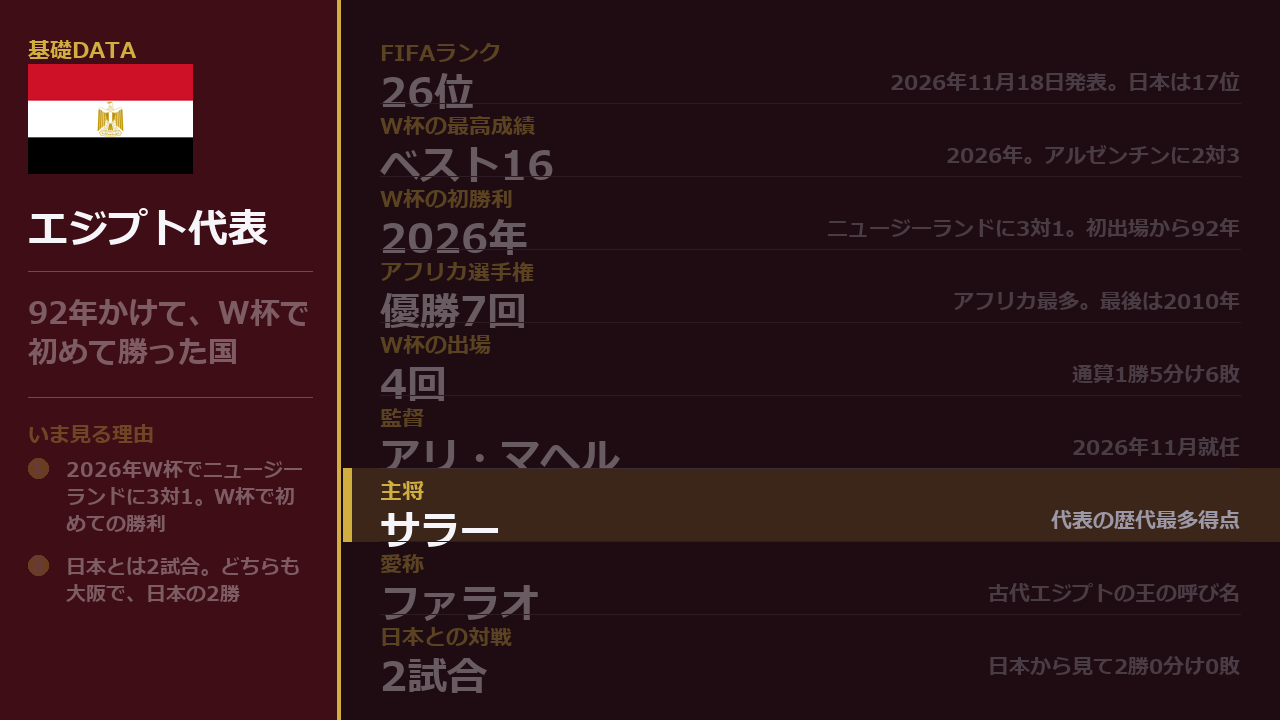 基礎DATA
エジプト代表
92年かけて、W杯で
初めて勝った国
いま見る理由
2026年W杯でニュージー
ランドに3対1。W杯で初
めての勝利
日本とは2試合。どちらも
大阪で、日本の2勝
FIFAランク
26位
2026年11月18日発表。日本は17位
W杯の最高成績
ベスト16
2026年。アルゼンチンに2対3
W杯の初勝利
2026年
ニュージーランドに3対1。初出場から92年
アフリカ選手権
優勝7回
アフリカ最多。最後は2010年
W杯の出場
4回
通算1勝5分け6敗
監督
アリ・マヘル
2026年11月就任
主将
サラー
代表の歴代最多得点
愛称
ファラオ
古代エジプトの王の呼び名
日本との対戦
2試合
日本から見て2勝0分け0敗